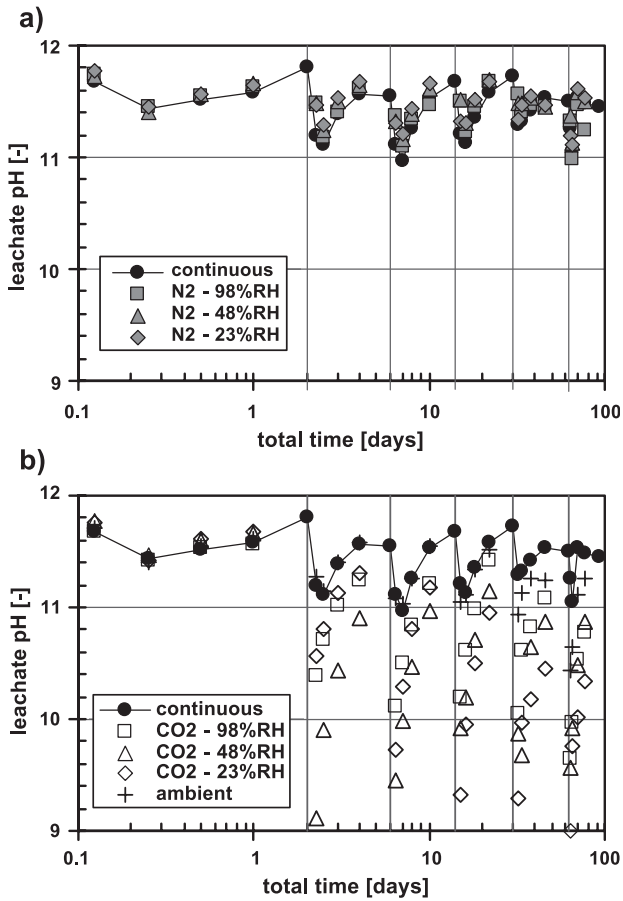 a)
12
11
10
9
leachate pH [-]
continuous
N2 - 98%RH
N2 - 48%RH
N2 - 23%RH
0.1
1
10
100
total time [days]
b)
12
11
10
9
leachate pH [-]
continuous
CO2 - 98%RH
CO2 - 48%RH
CO2 - 23%RH
ambient
0.1
1
10
100
total time [days]